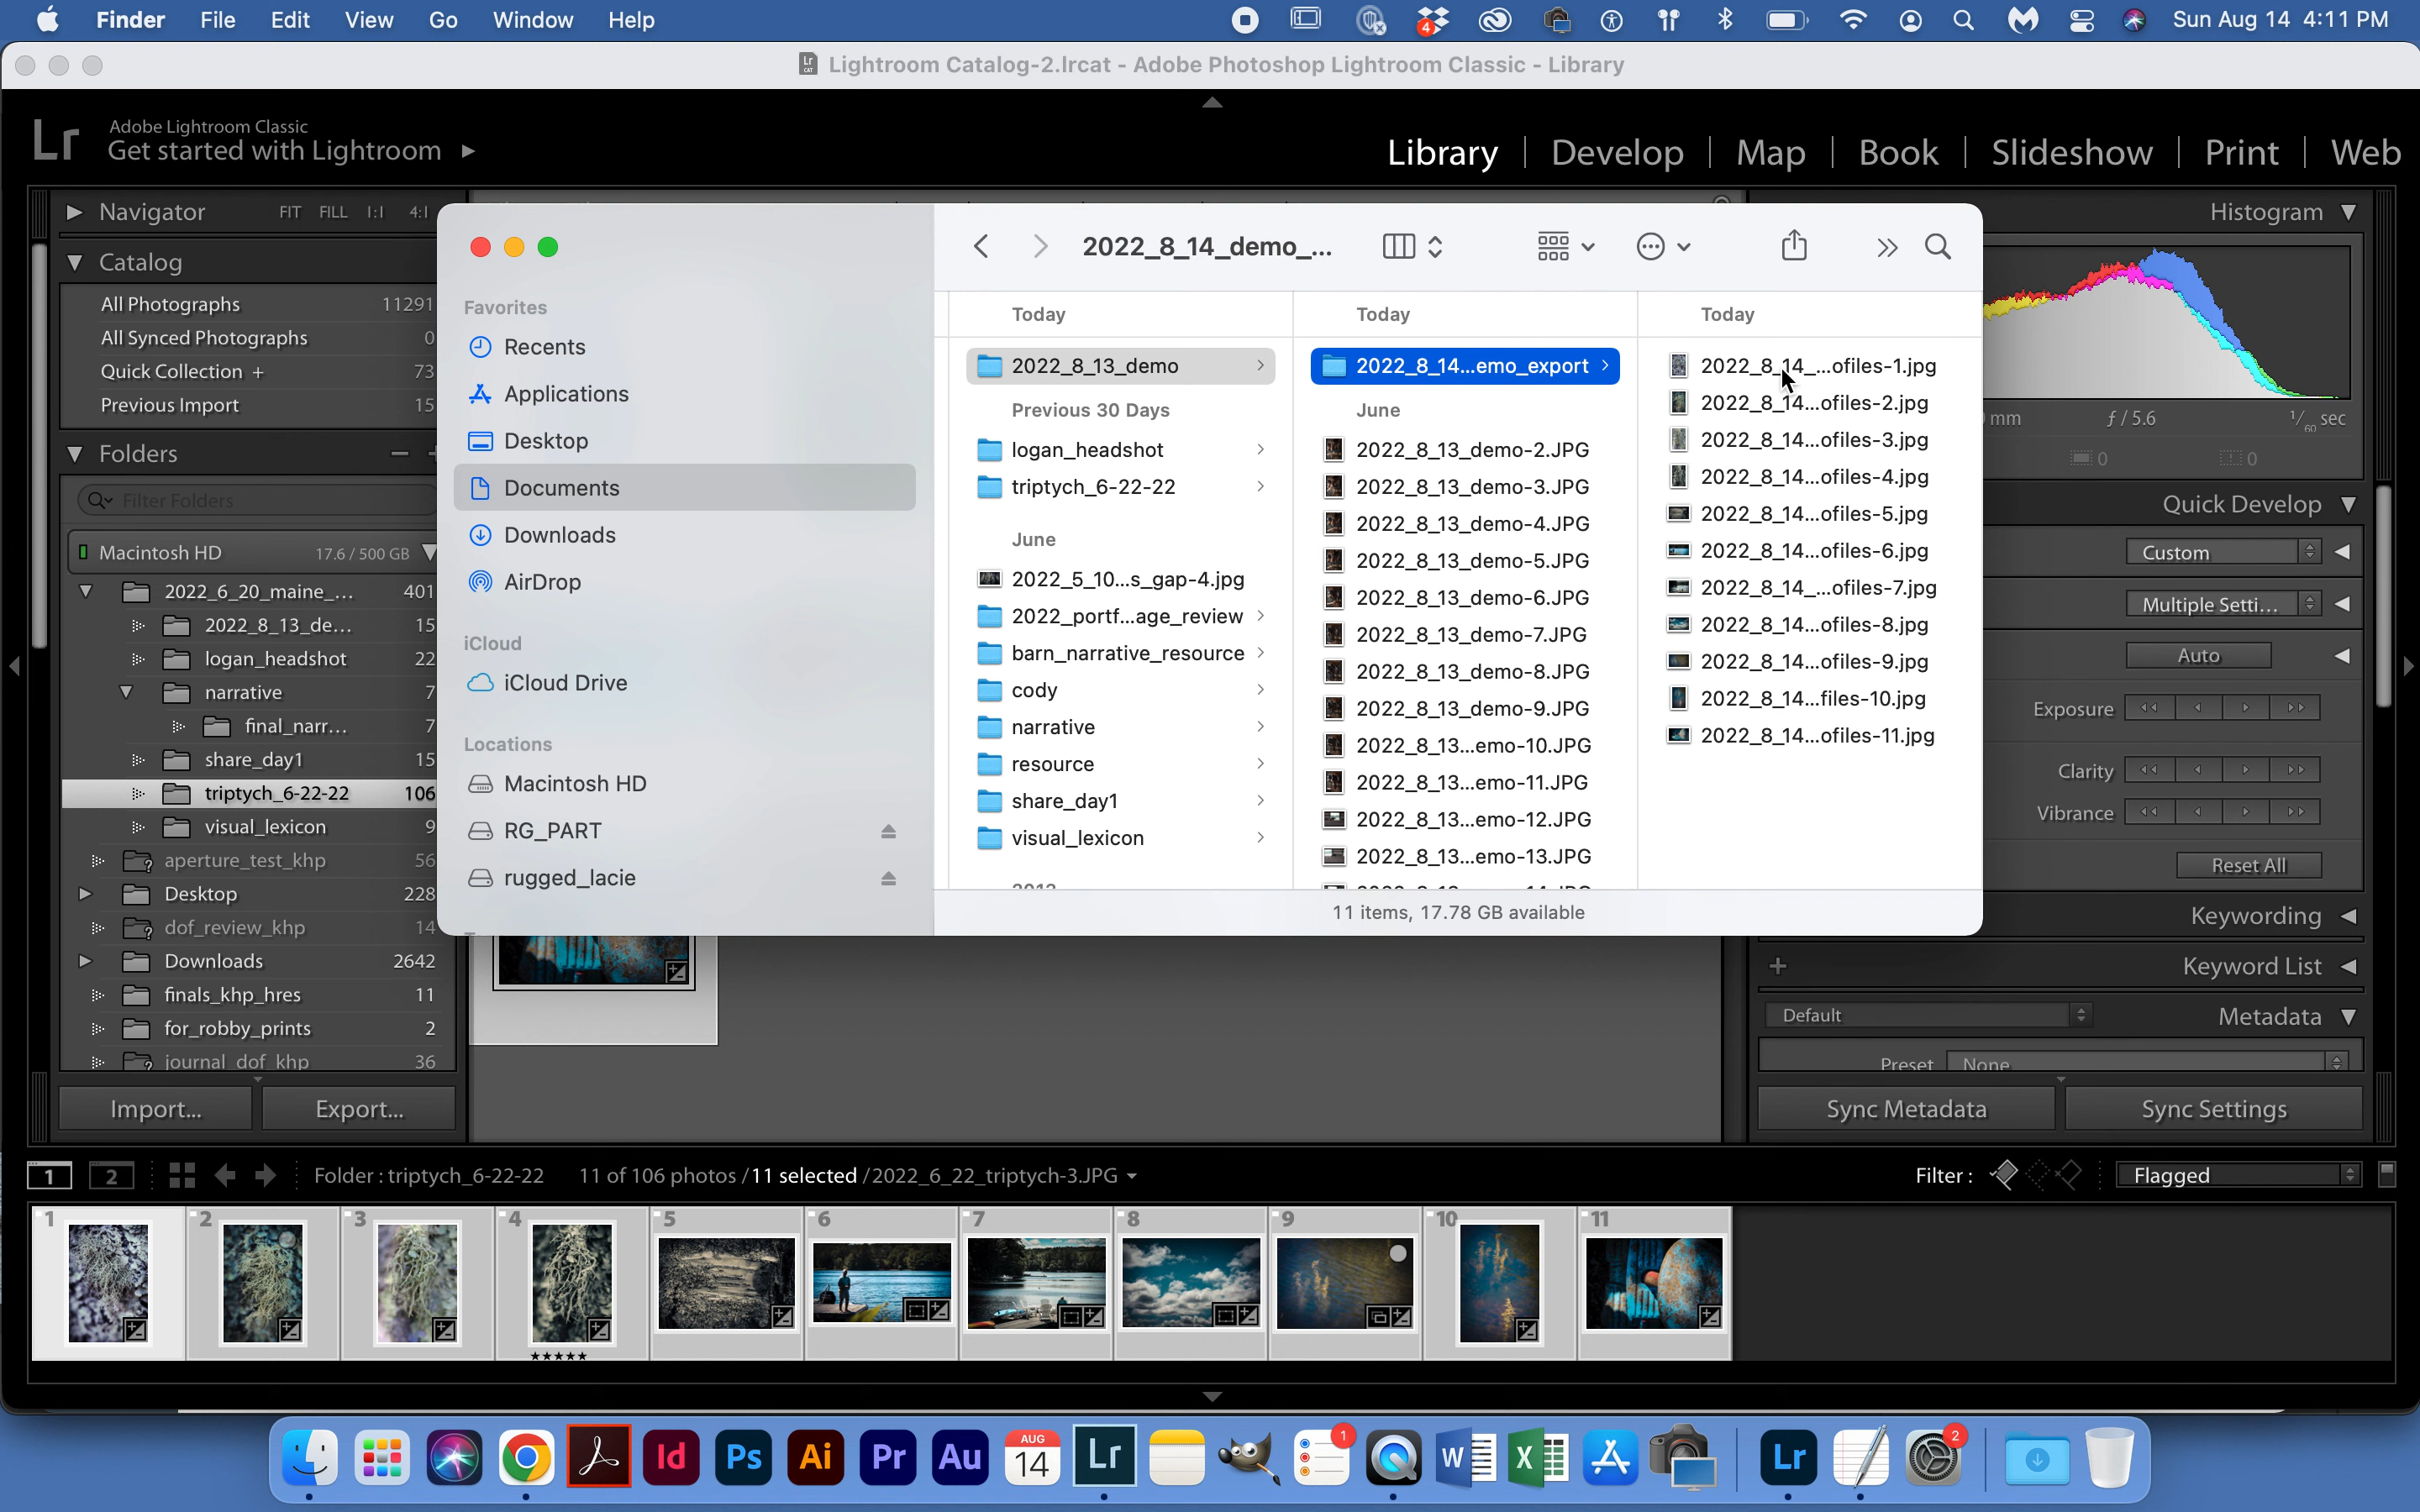 Finder File Edit View Go Window Help 4 Sun Aug 14 4:11 PM
Lightroom Catalog-2.lrcat - Adobe Photoshop Lightroom Classic - Library
Lr Adobe Lightroom Classic
Get started with Lightroom
Library | Develop | Map | Book | Slideshow | Print | Web
Navigator FIT FILL 1:1 4:1
Catalog
All Photographs 11291
All Synced Photographs 0
Quick Collection + 73
Previous Import 15
Folders
Filter Folders
Macintosh HD 17.6 / 500 GB
2022_6_20_maine_... 401
2022_8_13_de... 15
logan_headshot 22
narrative 7
final_narr... 7
share_day1 15
triptych_6-22-22 106
visual_lexicon 9
aperture_test_khp 56
Desktop 228
dof_review_khp 14
Downloads 2642
finals_khp_hres 11
for_robby_prints 2
journal_dof_khp 36
Import... Export...
Favorites
Recents
Applications
Desktop
Documents
Downloads
AirDrop
iCloud
iCloud Drive
Locations
Macintosh HD
RG_PART
rugged_lacie
2022_8_14_demo_...
Today
2022_8_13_demo
Previous 30 Days
logan_headshot
triptych_6-22-22
June
2022_5_10...s_gap-4.jpg
2022_portf...age_review
barn_narrative_resource
cody
narrative
resource
share_day1
visual_lexicon
Today
2022_8_14...emo_export
June
2022_8_13_demo-2.JPG
2022_8_13_demo-3.JPG
2022_8_13_demo-4.JPG
2022_8_13_demo-5.JPG
2022_8_13_demo-6.JPG
2022_8_13_demo-7.JPG
2022_8_13_demo-8.JPG
2022_8_13_demo-9.JPG
2022_8_13...emo-10.JPG
2022_8_13...emo-11.JPG
2022_8_13...emo-12.JPG
2022_8_13...emo-13.JPG
Today
2022_8_14_...ofiles-1.jpg
2022_8_14...ofiles-2.jpg
2022_8_14...ofiles-3.jpg
2022_8_14...ofiles-4.jpg
2022_8_14...ofiles-5.jpg
2022_8_14...ofiles-6.jpg
2022_8_14_...ofiles-7.jpg
2022_8_14...ofiles-8.jpg
2022_8_14...ofiles-9.jpg
2022_8_14...files-10.jpg
2022_8_14...ofiles-11.jpg
11 items, 17.78 GB available
Histogram
mm f / 5.6 1/60 sec
0 0
Quick Develop
Custom
Multiple Setti...
Auto
Exposure
Clarity
Vibrance
Reset All
Keywording
Keyword List
Default Metadata
Preset None
Sync Metadata Sync Settings
1 2 Folder : triptych_6-22-22 11 of 106 photos / 11 selected / 2022_6_22_triptych-3.JPG Filter : Flagged
1 2 3 4 5 6 7 8 9 10 11
Id Ps Ai Pr Au AUG 14 Lr 1 W X Lr 2